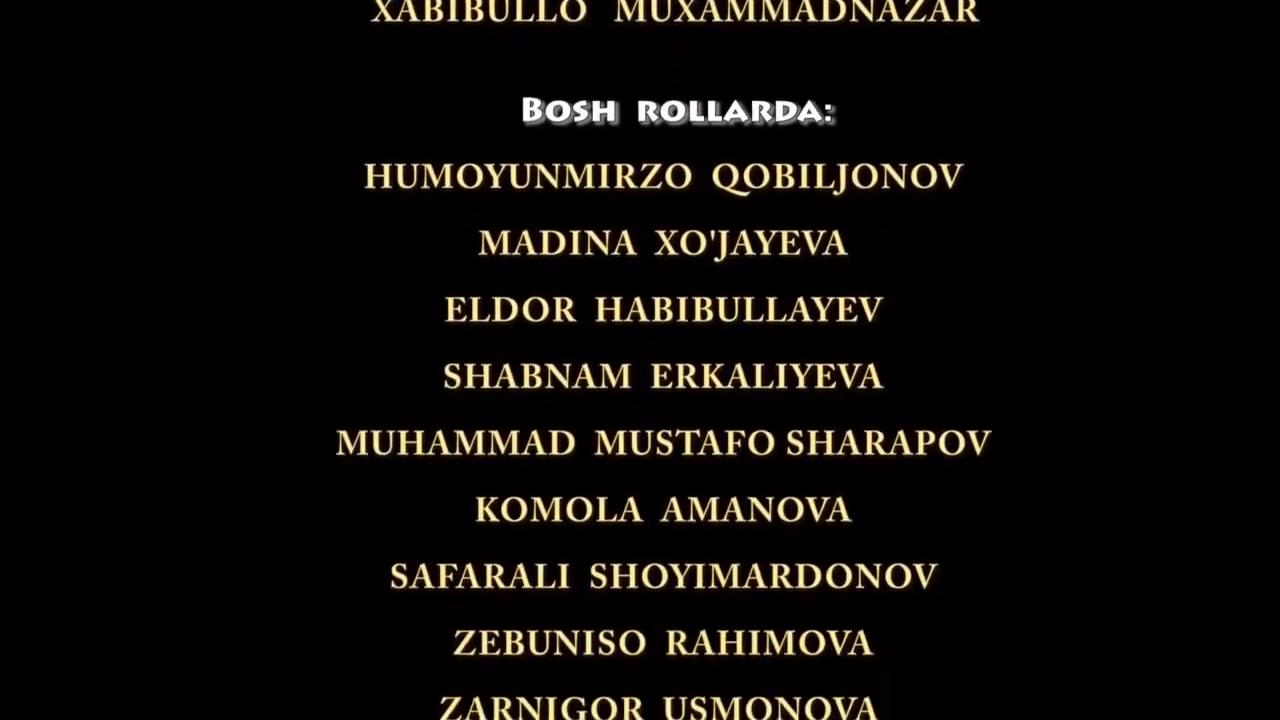 XABIBULLO MUXAMMADNAZAR
BOSH ROLLARDA:
HUMOYUNMIRZO QOBILJONOV
MADINA XO'JAYEVA
ELDOR HABIBULLAYEV
SHABNAM ERKALIYEVA
MUHAMMAD MUSTAFO SHARAPOV
KOMOLA AMANOVA
SAFARALI SHOYIMARDONOV
ZEBUNISO RAHIMOVA
ZARNIGOR USMONOVA